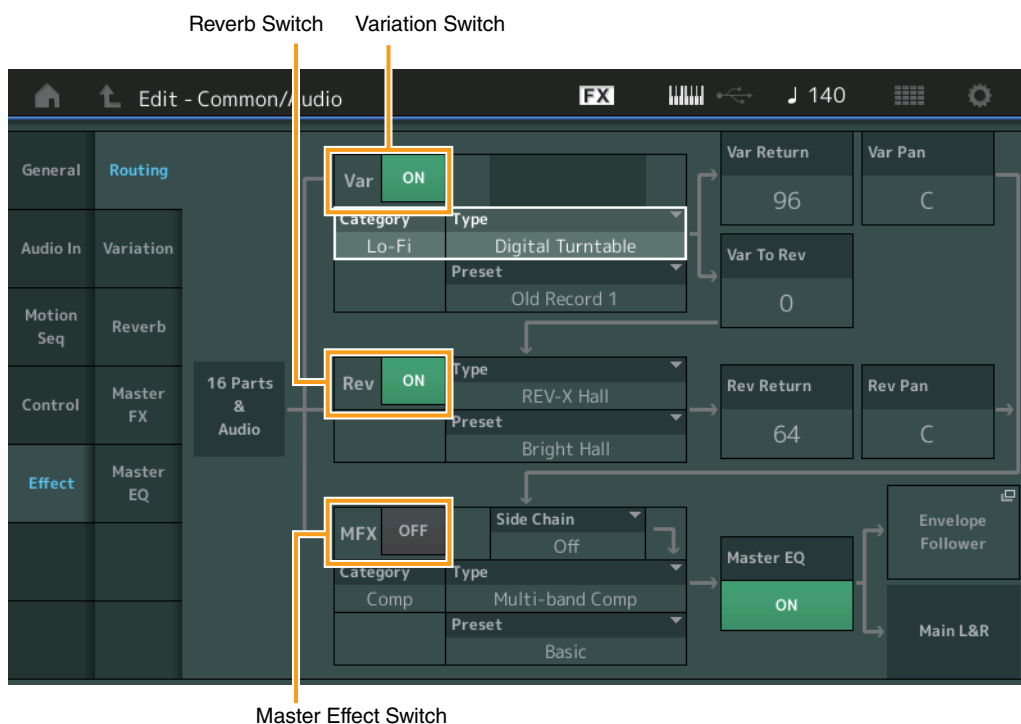 Reverb Switch
Variation Switch
Edit - Common/Audio
FX
♩ 140
General
Routing
Audio In
Variation
Motion
Seq
Reverb
Control
Master
FX
Effect
Master
EQ
16 Parts
&
Audio
Var
ON
Category
Lo-Fi
Type
Digital Turntable
Preset
Old Record 1
Var Return
96
Var Pan
C
Var To Rev
0
Rev
ON
Type
REV-X Hall
Preset
Bright Hall
Rev Return
64
Rev Pan
C
MFX
OFF
Side Chain
Off
Category
Comp
Type
Multi-band Comp
Preset
Basic
Master EQ
ON
Envelope
Follower
Main L&R
Master Effect Switch